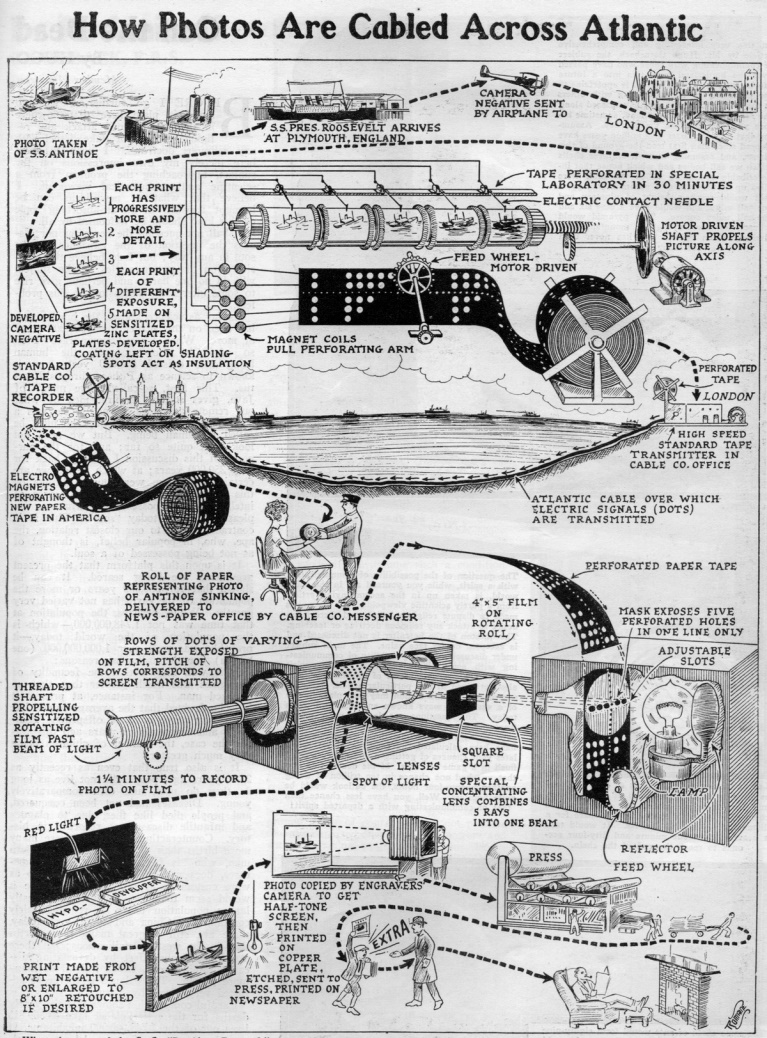 How Photos Are Cabled Across Atlantic
PHOTO TAKEN
OF S.S. ANTINOE
S.S. PRES. ROOSEVELT ARRIVES
AT PLYMOUTH, ENGLAND
CAMERA
NEGATIVE SENT
BY AIRPLANE TO
LONDON
DEVELOPED
CAMERA
NEGATIVE
1
2
3
4
5
EACH PRINT
HAS
PROGRESSIVELY
MORE AND
MORE
DETAIL
EACH PRINT
OF
DIFFERENT
EXPOSURE,
MADE ON
SENSITIZED
ZINC PLATES,
PLATES DEVELOPED.
COATING LEFT ON SHADING-
SPOTS ACT AS INSULATION
TAPE PERFORATED IN SPECIAL
LABORATORY IN 30 MINUTES
ELECTRIC CONTACT NEEDLE
MOTOR DRIVEN
SHAFT PROPELS
PICTURE ALONG
AXIS
FEED WHEEL-
MOTOR DRIVEN
MAGNET COILS
PULL PERFORATING ARM
STANDARD
CABLE CO.
TAPE
RECORDER
PERFORATED
TAPE
LONDON
HIGH SPEED
STANDARD TAPE
TRANSMITTER IN
CABLE CO. OFFICE
ELECTRO
MAGNETS
PERFORATING
NEW PAPER
TAPE IN AMERICA
ATLANTIC CABLE OVER WHICH
ELECTRIC SIGNALS (DOTS)
ARE TRANSMITTED
ROLL OF PAPER
REPRESENTING PHOTO
OF ANTINOE SINKING,
DELIVERED TO
NEWS-PAPER OFFICE BY CABLE CO. MESSENGER
PERFORATED PAPER TAPE
4"x5" FILM
ON
ROTATING
ROLL
MASK EXPOSES FIVE
PERFORATED HOLES
IN ONE LINE ONLY
ADJUSTABLE
SLOTS
ROWS OF DOTS OF VARYING
STRENGTH EXPOSED
ON FILM, PITCH OF
ROWS CORRESPONDS TO
SCREEN TRANSMITTED
THREADED
SHAFT
PROPELLING
SENSITIZED
ROTATING
FILM PAST
BEAM OF LIGHT
1¼ MINUTES TO RECORD
PHOTO ON FILM
SPOT OF LIGHT
LENSES
SQUARE
SLOT
SPECIAL
CONCENTRATING
LENS COMBINES
5 RAYS
INTO ONE BEAM
LAMP
REFLECTOR
FEED WHEEL
RED LIGHT
HYPO.-
DEVELOPER
PHOTO COPIED BY ENGRAVERS
CAMERA TO GET
HALF-TONE
SCREEN,
THEN
PRINTED
ON
COPPER
PLATE,
ETCHED, SENT TO
PRESS, PRINTED ON
NEWSPAPER
PRESS
EXTRA
PRINT MADE FROM
WET NEGATIVE
OR ENLARGED TO
8"x10" RETOUCHED
IF DESIRED